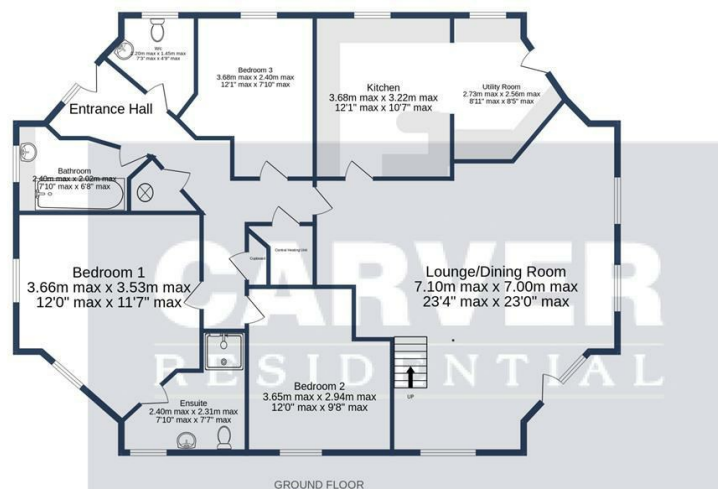 WC
2.20m max x 1.45m max
7'3" max x 4'9" max
Bedroom 3
3.68m max x 2.40m max
12'1" max x 7'10" max
Kitchen
3.68m max x 3.22m max
12'1" max x 10'7" max
Utility Room
2.73m max x 2.56m max
8'11" max x 8'5" max
Entrance Hall
Bathroom
2.40m max x 2.02m max
7'10" max x 6'8" max
Cupboard
Central Heating Unit
Bedroom 1
3.66m max x 3.53m max
12'0" max x 11'7" max
Lounge/Dining Room
7.10m max x 7.00m max
23'4" max x 23'0" max
CARVER
RESIDENTIAL
UP
Bedroom 2
3.65m max x 2.94m max
12'0" max x 9'8" max
Ensuite
2.40m max x 2.31m max
7'10" max x 7'7" max
GROUND FLOOR